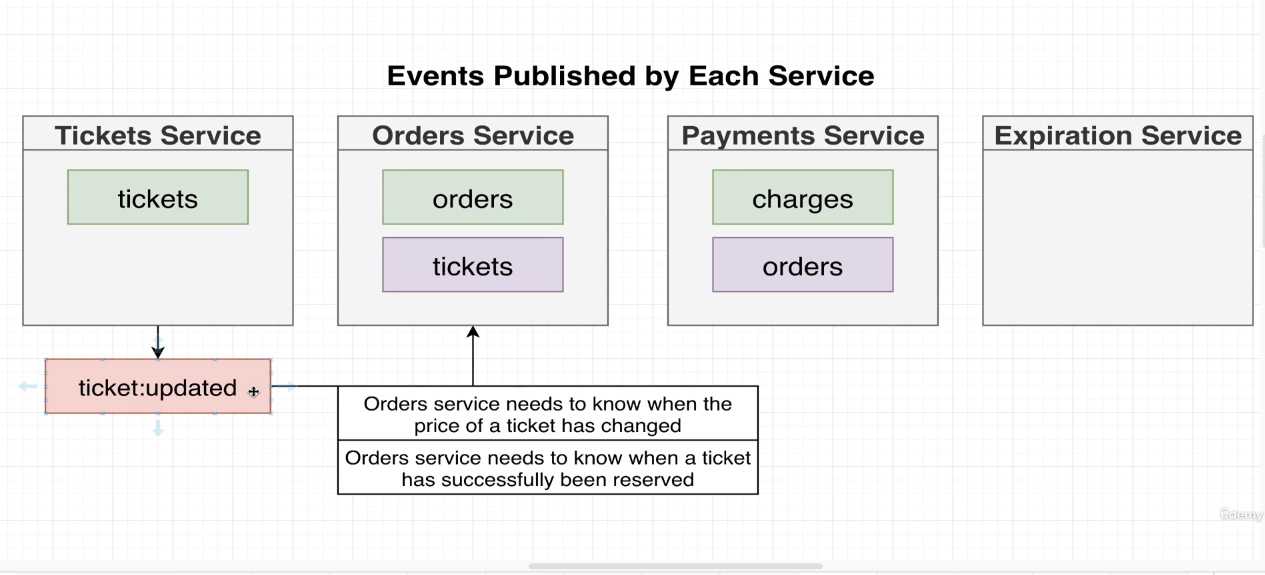 Events Published by Each Service
Tickets Service
Orders Service
Payments Service
Expiration Service
tickets
orders
charges
tickets
orders
ticket:updated
Orders service needs to know when the
price of a ticket has changed
Orders service needs to know when a ticket
has successfully been reserved
ûdemy